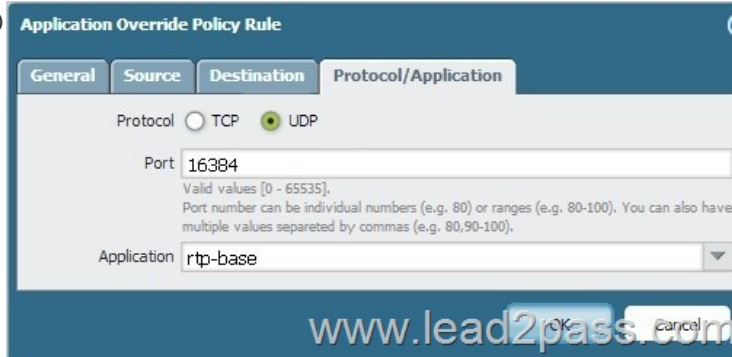 Application Override Policy Rule
General Source Destination Protocol/Application
Protocol TCP UDP
Port 16384
Valid values [0 - 65535].
Port number can be individual numbers (e.g. 80) or ranges (e.g. 80-100). You can also have
multiple values separeted by commas (e.g. 80,90-100).
Application rtp-base
OK Cancel
www.lead2pass.com